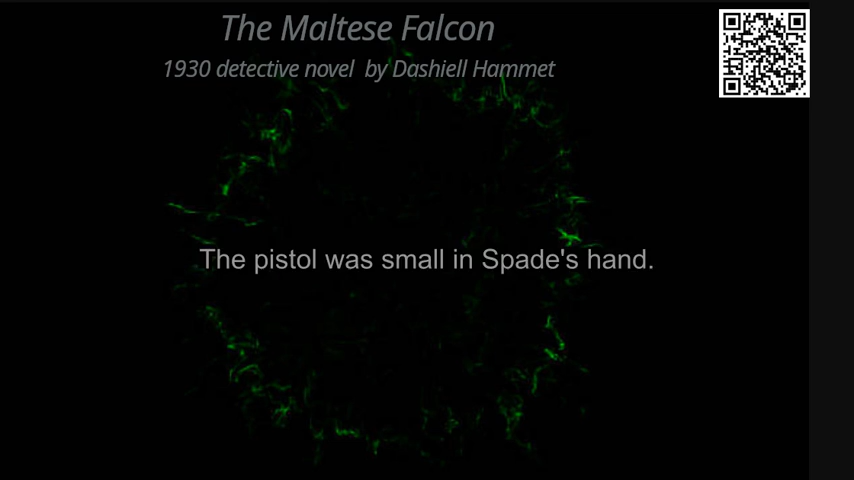 The Maltese Falcon
1930 detective novel by Dashiell Hammet
The pistol was small in Spade's hand.